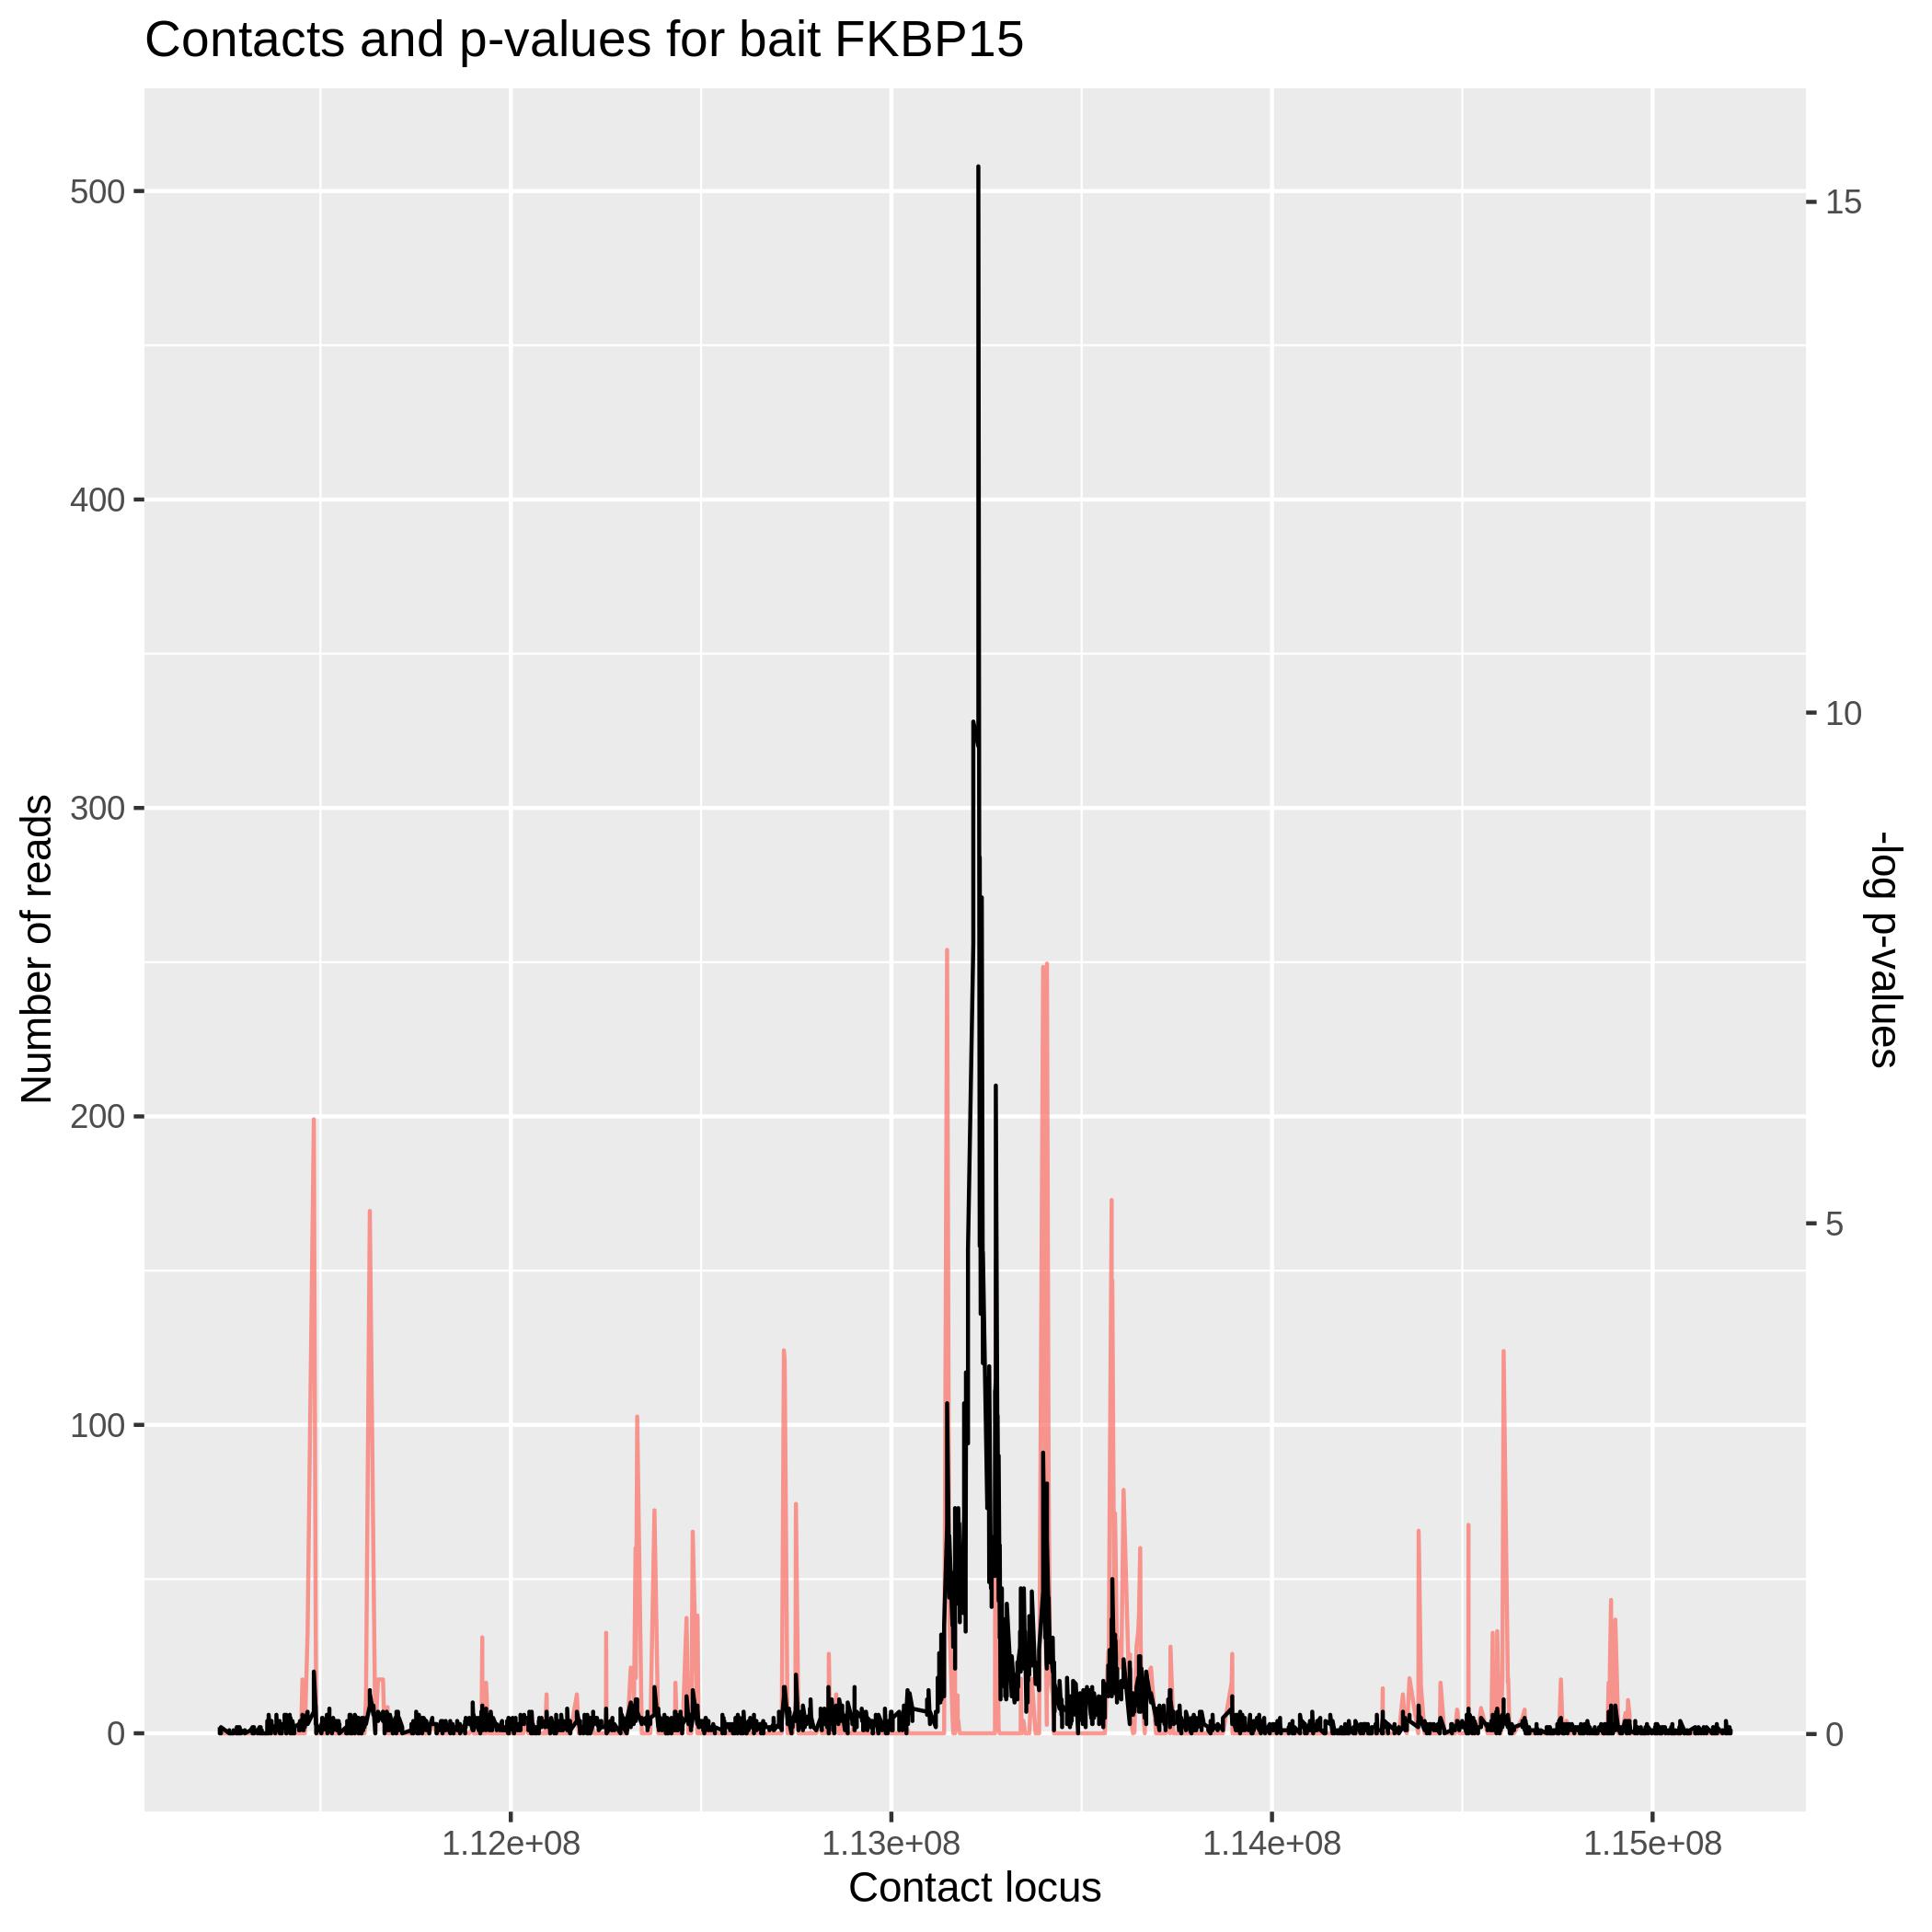 Contacts and p-values for bait FKBP15
Number of reads
500
400
300
200
100
0
15
10
5
0
-log p-values
1.12e+08
1.13e+08
1.14e+08
1.15e+08
Contact locus